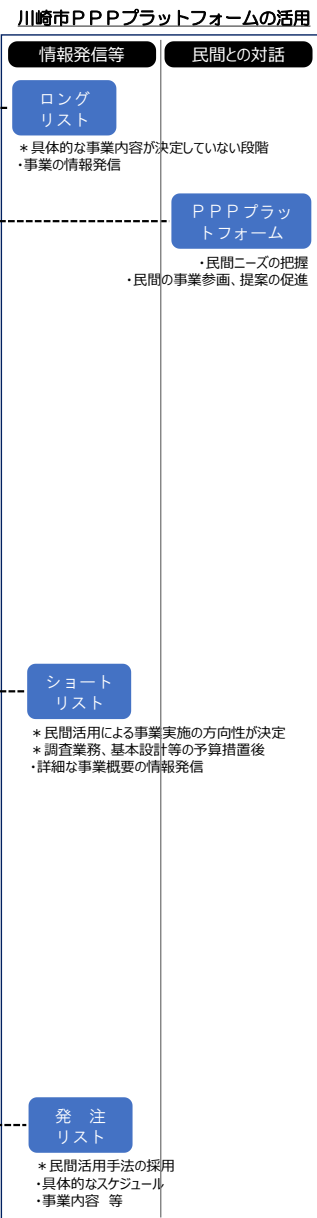 川崎市ＰＰＰプラットフォームの活用
情報発信等
民間との対話
ロング
リスト
＊具体的な事業内容が決定していない段階
・事業の情報発信
ＰＰＰプラッ
トフォーム
・民間ニーズの把握
・民間の事業参画、提案の促進
ショート
リスト
＊民間活用による事業実施の方向性が決定
＊調査業務、基本設計等の予算措置後
・詳細な事業概要の情報発信
発　注
リスト
＊民間活用手法の採用
・具体的なスケジュール
・事業内容　等